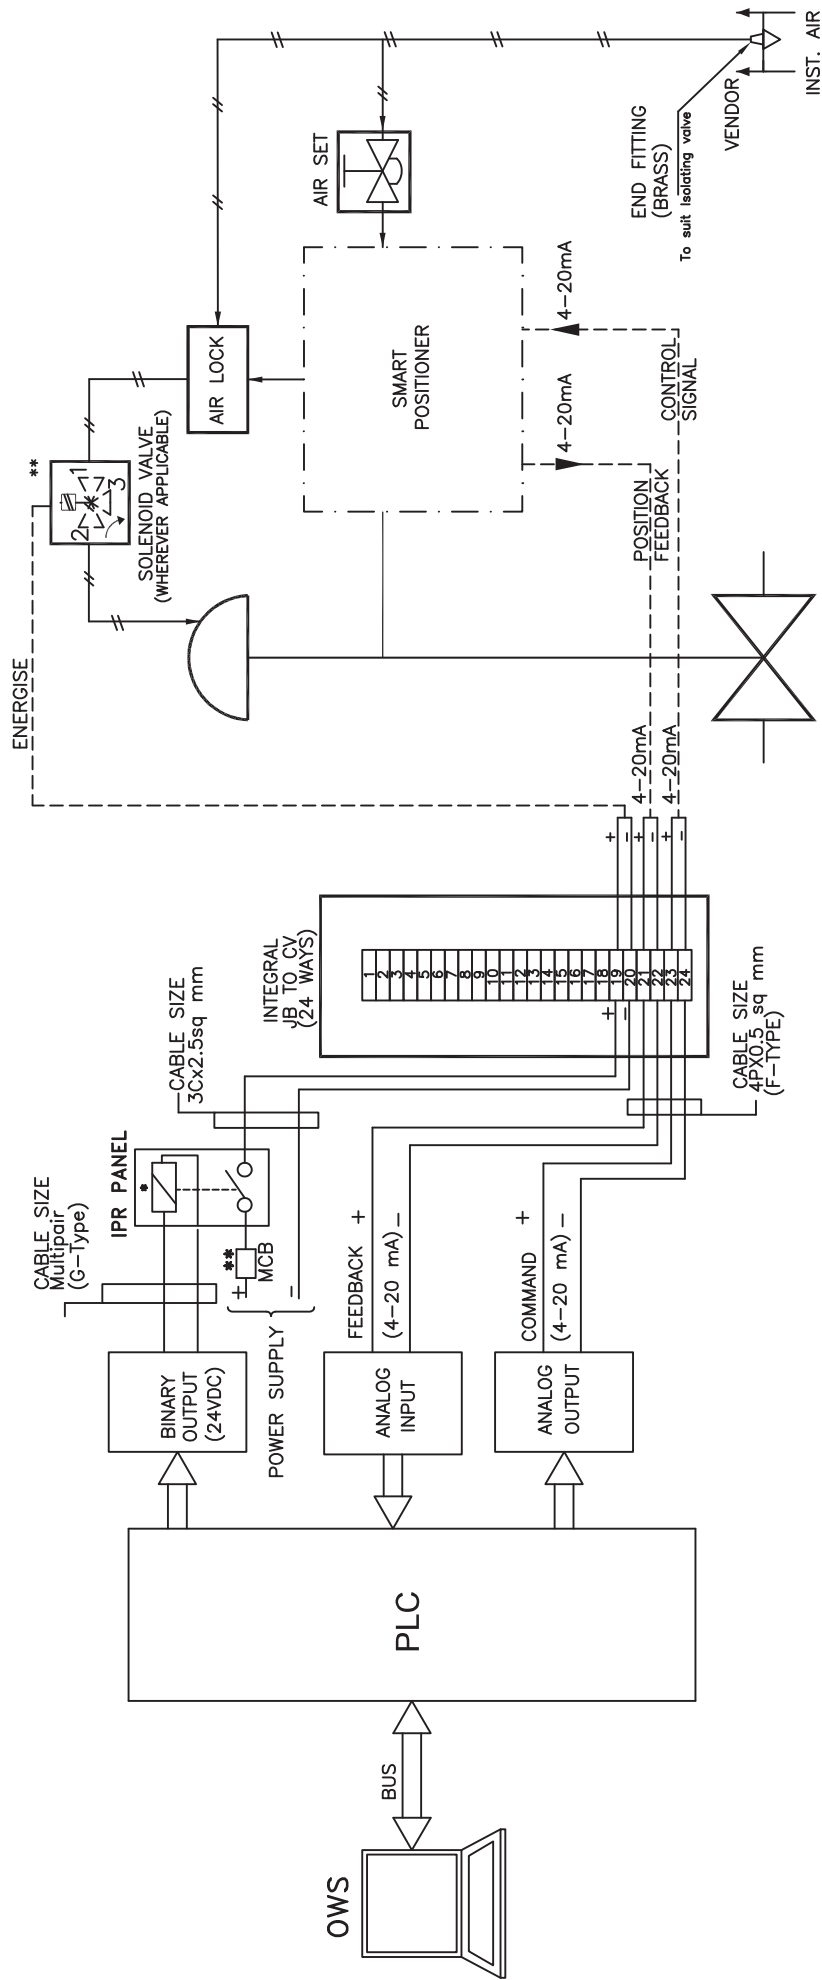 OWS
BUS
PLC
BINARY
OUTPUT
(24VDC)
ANALOG
INPUT
ANALOG
OUTPUT
CABLE SIZE
Multipair
(G-Type)
IPR PANEL
*
**
MCB
+
−
POWER SUPPLY
FEEDBACK +
(4-20 mA) −
COMMAND +
(4-20 mA) −
CABLE SIZE
3Cx2.5sq mm
CABLE SIZE
4PX0.5 sq mm
(F-TYPE)
INTEGRAL
JB TO CV
(24 WAYS)
1
2
3
4
5
6
7
8
9
10
11
12
13
14
15
16
17
18
19
20
21
22
23
24
+
−
+
−
+
−
+
−
4-20mA
4-20mA
ENERGISE
**
2
1
3
SOLENOID VALVE
(WHEREVER APPLICABLE)
AIR LOCK
SMART
POSITIONER
POSITION
FEEDBACK
4-20mA
CONTROL
SIGNAL
4-20mA
AIR SET
END FITTING
(BRASS)
To suit Isolating valve
VENDOR
INST. AIR